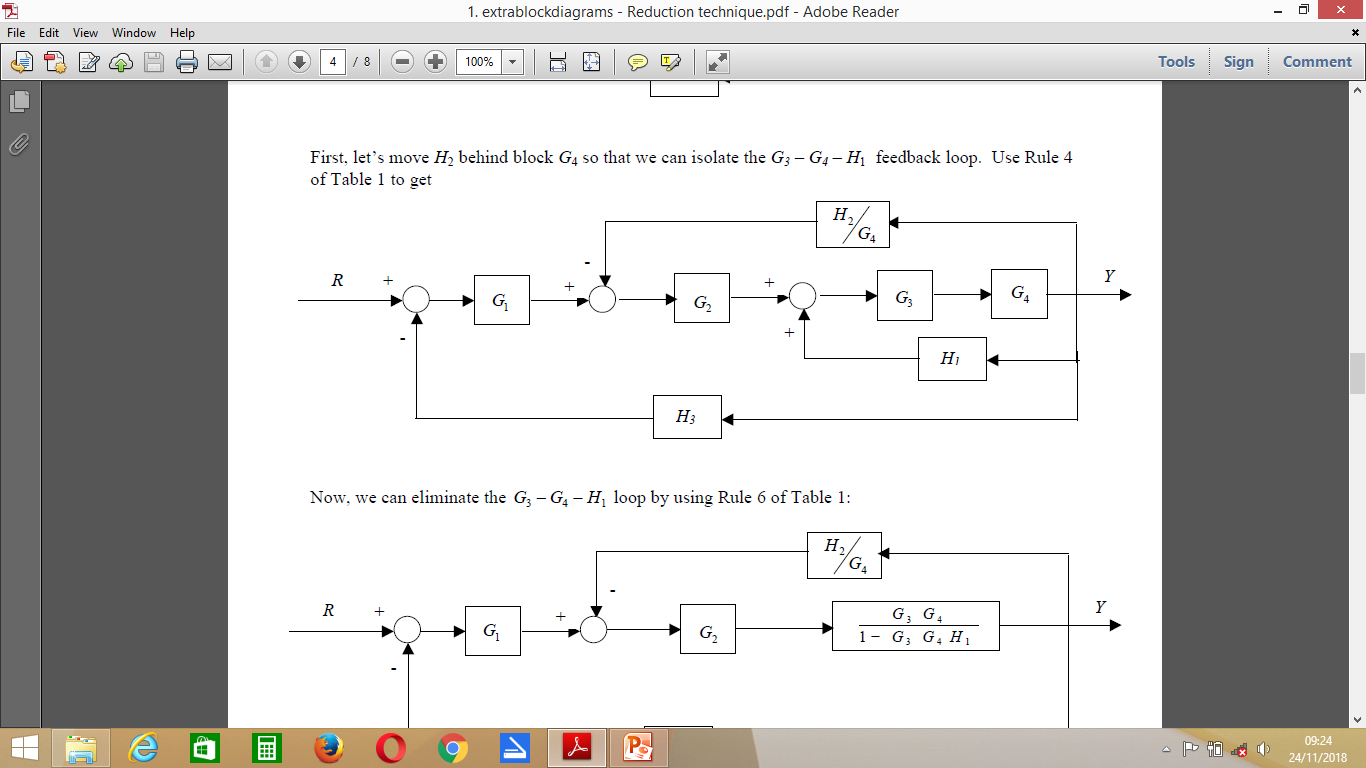 1. extrablockdiagrams - Reduction technique.pdf - Adobe Reader
File Edit View Window Help
4 / 8 100% Tools Sign Comment
First, let's move H₂ behind block G₄ so that we can isolate the G₃ – G₄ – H₁ feedback loop. Use Rule 4
of Table 1 to get
H₂/G₄
-
R + G₁ + G₂ + G₃ G₄ Y
- +
H₁
H₃
Now, we can eliminate the G₃ – G₄ – H₁ loop by using Rule 6 of Table 1:
H₂/G₄
-
R + G₁ + G₂ G₃ G₄ Y
1 – G₃ G₄ H₁
-
09:24
24/11/2018